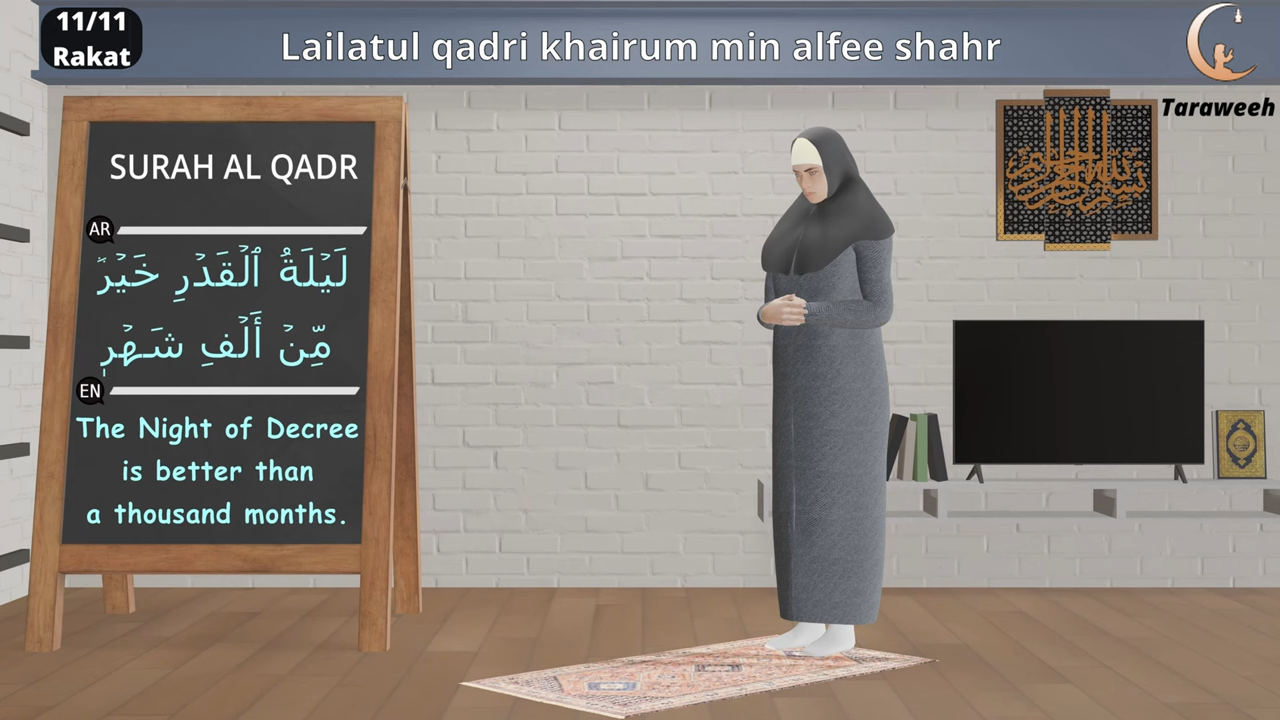 11/11
Rakat
Lailatul qadri khairum min alfee shahr
Taraweeh
SURAH AL QADR
AR
لَيۡلَةُ ٱلۡقَدۡرِ خَيۡرٞ
مِّنۡ أَلۡفِ شَهۡرٖ
EN
The Night of Decree
is better than
a thousand months.